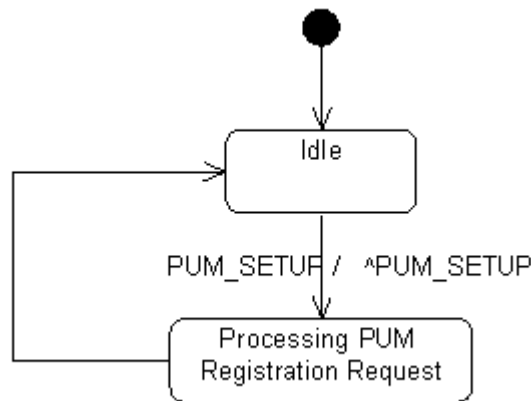 Idle
PUM_SETUP / ^PUM_SETUP
Processing PUM
Registration Request